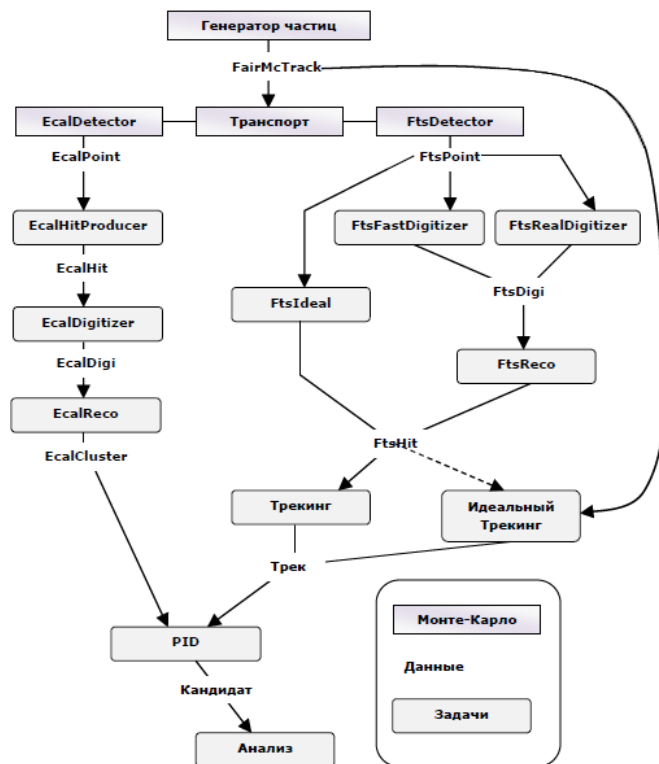 Генератор частиц
FairMcTrack
EcalDetector
Транспорт
FtsDetector
EcalPoint
FtsPoint
EcalHitProducer
FtsFastDigitizer
FtsRealDigitizer
EcalHit
FtsDigi
FtsIdeal
EcalDigitizer
EcalDigi
FtsReco
EcalReco
FtsHit
EcalCluster
Трекинг
Идеальный
Трекинг
Трек
Монте-Карло
PID
Данные
Кандидат
Задачи
Анализ